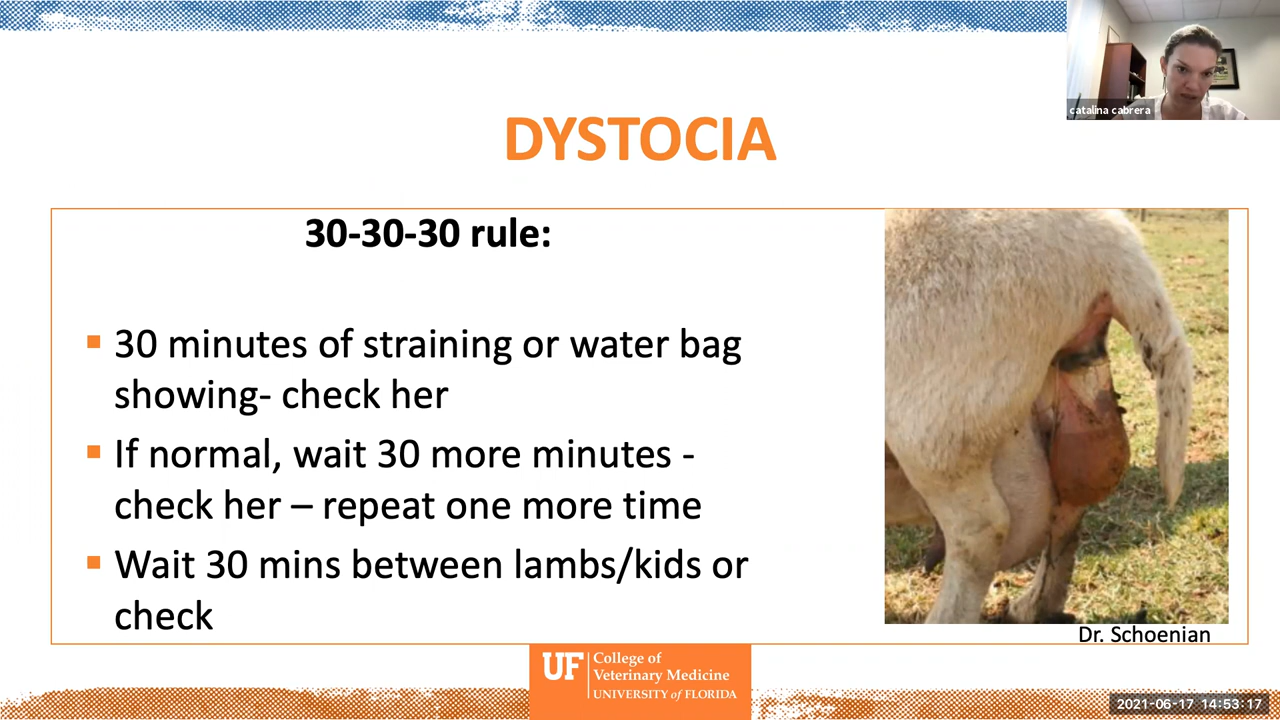 catalina cabrera
DYSTOCIA
30-30-30 rule:
▪ 30 minutes of straining or water bag
showing- check her
▪ If normal, wait 30 more minutes -
check her – repeat one more time
▪ Wait 30 mins between lambs/kids or
check
Dr. Schoenian
UF
College of
Veterinary Medicine
UNIVERSITY of FLORIDA
2021-06-17 14:53:17